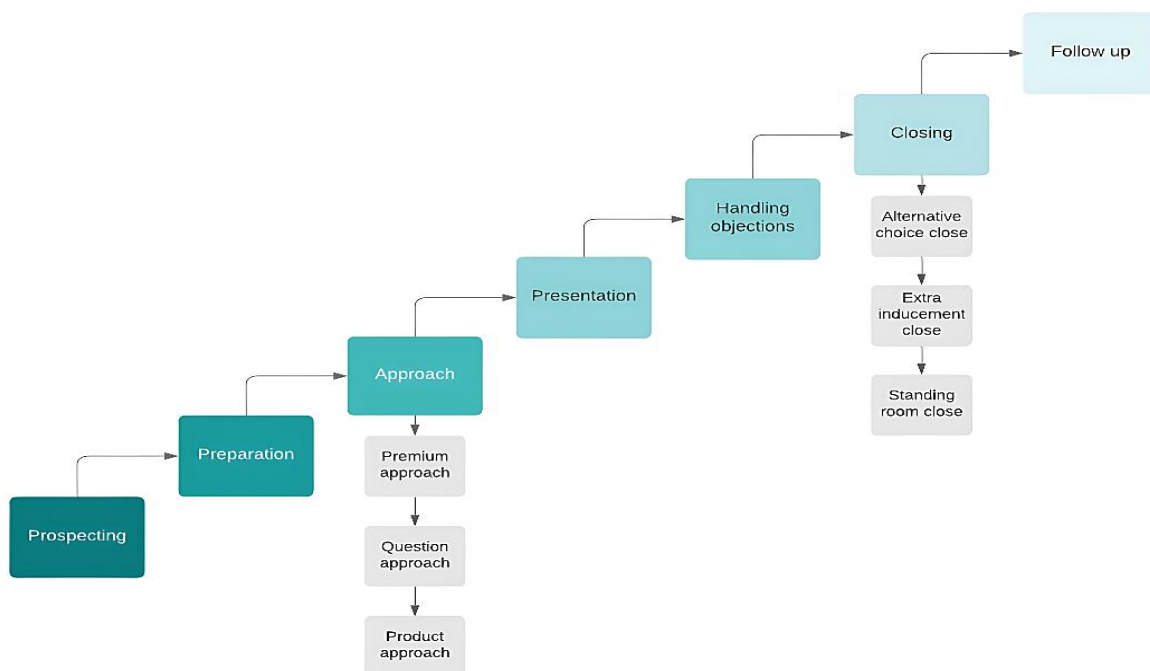 Follow up
Closing
Alternative
choice close
Handling
objections
Extra
inducement
close
Presentation
Approach
Standing
room close
Preparation
Premium
approach
Prospecting
Question
approach
Product
approach